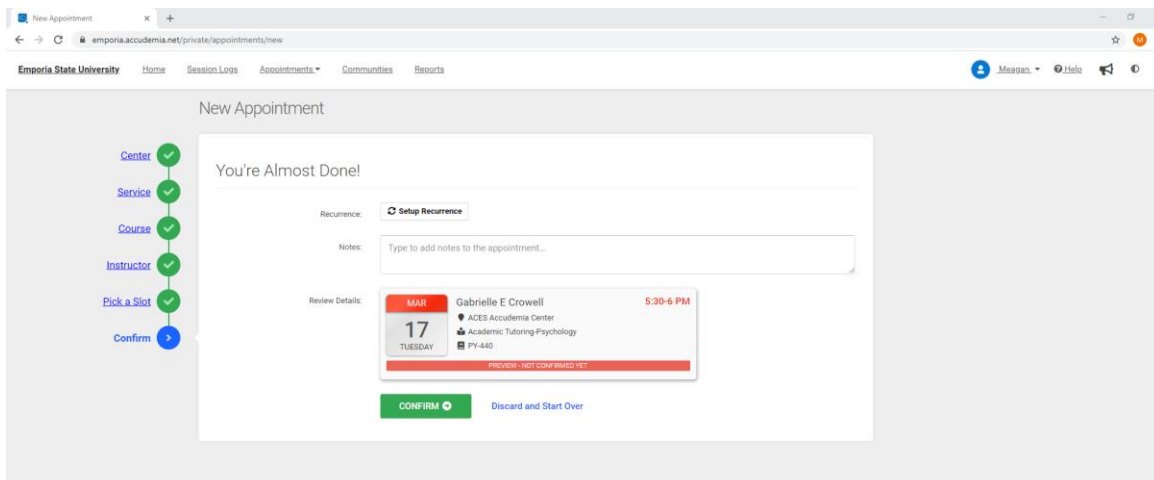 New Appointment
emporia.accudemia.net/private/appointments/new
M
Emporia State University Home Session Logs Appointments Communities Reports Meagan Help
New Appointment
Center
Service
Course
Instructor
Pick a Slot
Confirm
You're Almost Done!
Recurrence: Setup Recurrence
Notes: Type to add notes to the appointment...
Review Details:
MAR
17
TUESDAY
Gabrielle E Crowell 5:30-6 PM
ACES Accudemia Center
Academic Tutoring-Psychology
PY-440
PREVIEW - NOT CONFIRMED YET
CONFIRM Discard and Start Over